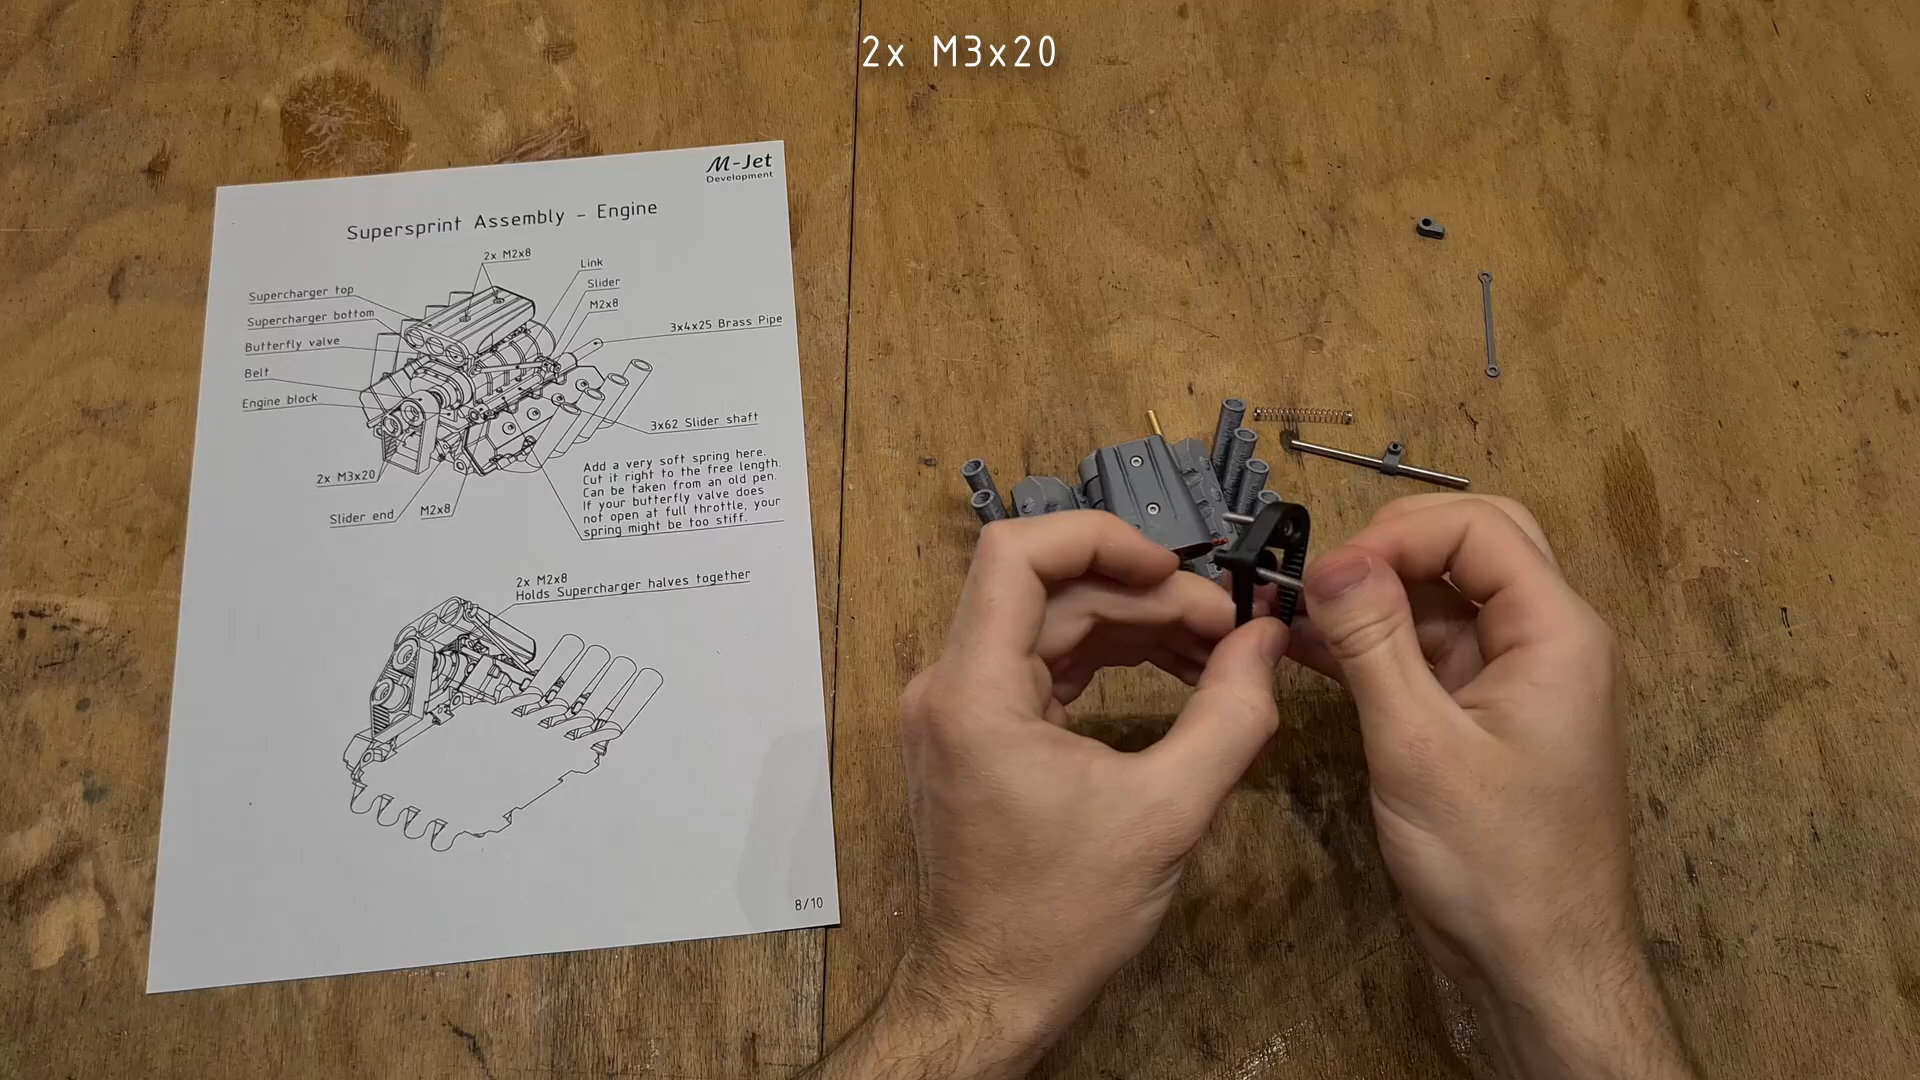 2x M3x20
M-Jet
Development
Supersprint Assembly - Engine
2x M2x8
Link
Supercharger top
Slider
Supercharger bottom
M2x8
Butterfly valve
3x4x25 Brass Pipe
Belt
Engine block
3x62 Slider shaft
2x M3x20
Slider end
M2x8
Add a very soft spring here.
Cut it right to the free length.
Can be taken from an old pen.
If your butterfly valve does
not open at full throttle, your
spring might be too stiff.
2x M2x8
Holds Supercharger halves together
8/10